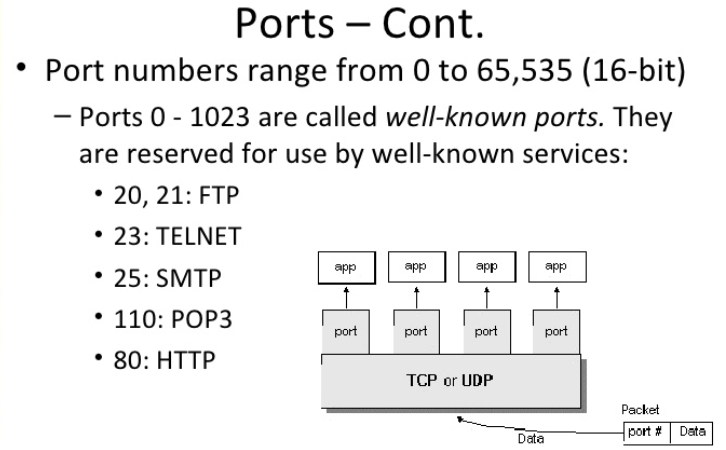 Ports – Cont.
• Port numbers range from 0 to 65,535 (16-bit)
– Ports 0 - 1023 are called well-known ports. They
are reserved for use by well-known services:
• 20, 21: FTP
• 23: TELNET
• 25: SMTP
• 110: POP3
• 80: HTTP
app app app app
port port port port
TCP or UDP
Packet
port # Data
Data